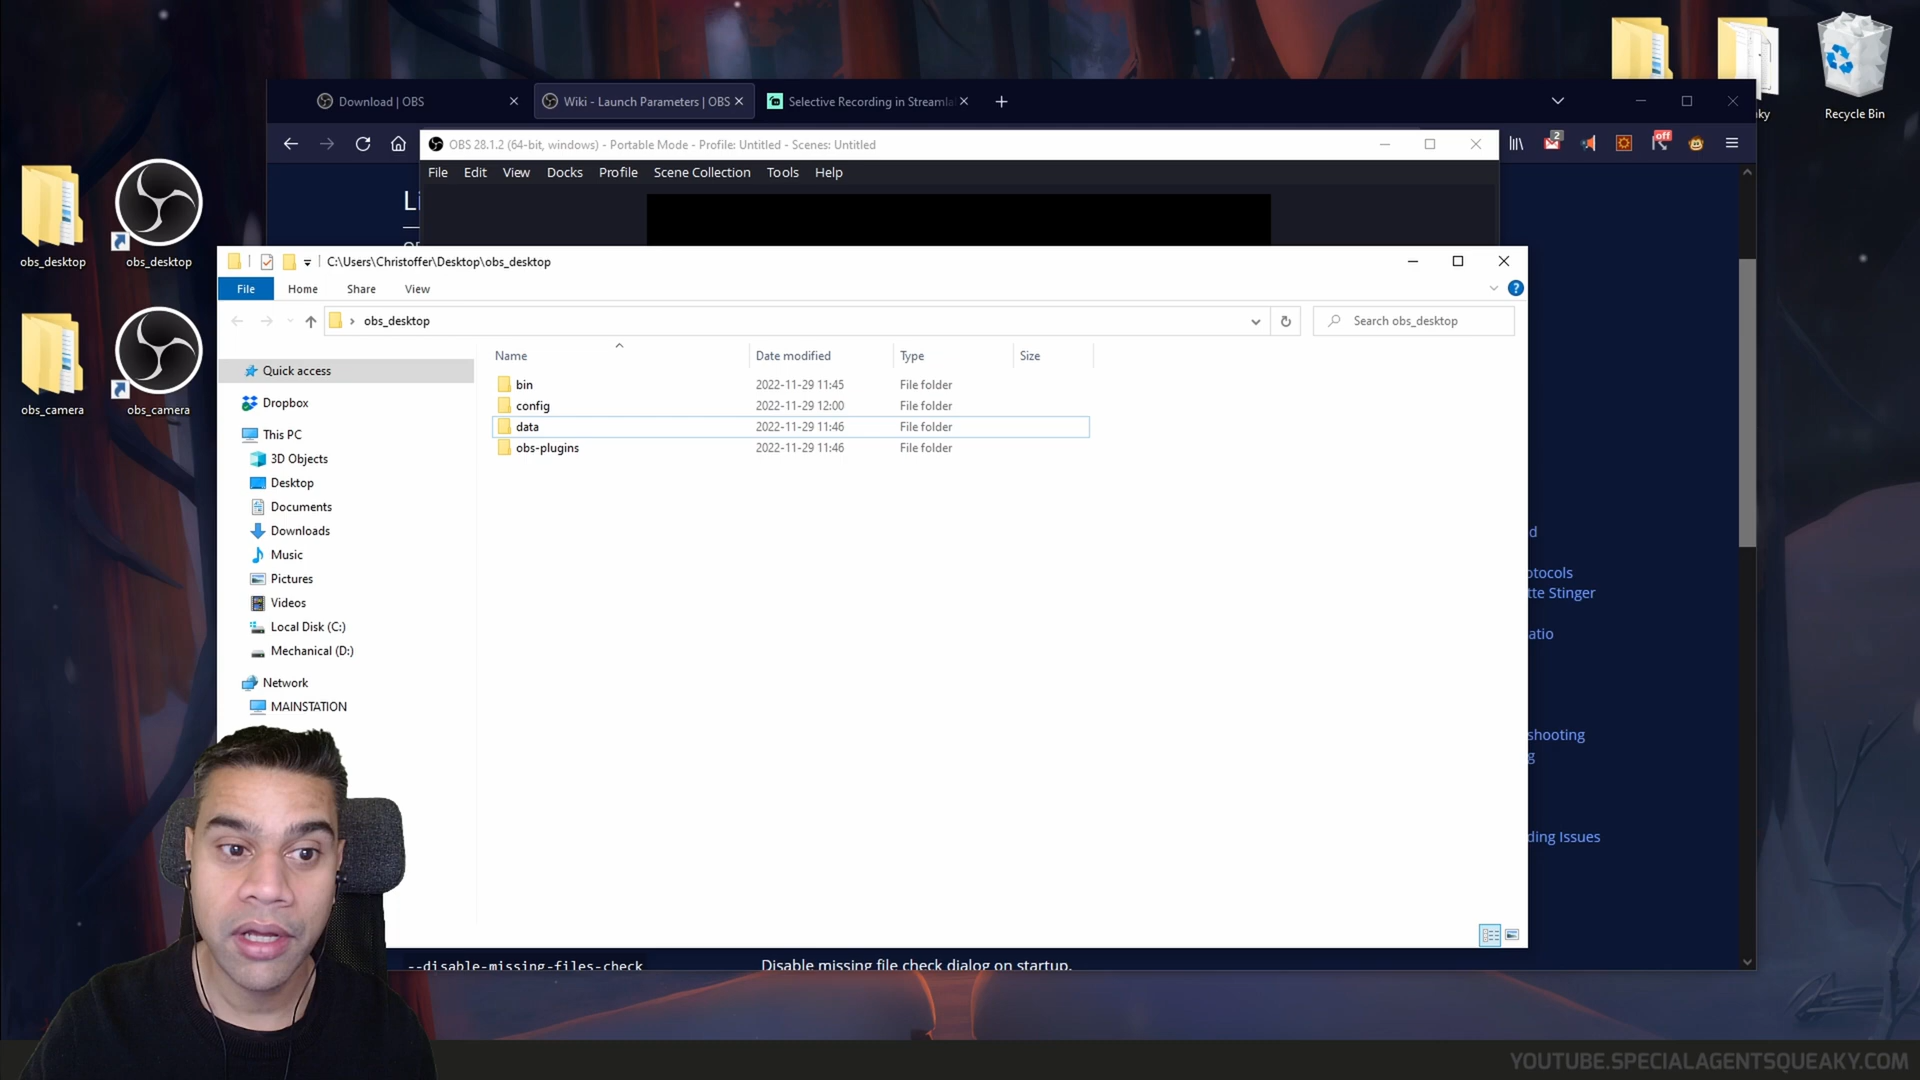 Download | OBS
Wiki - Launch Parameters | OBS
Selective Recording in Streamla
Recycle Bin
OBS 28.1.2 (64-bit, windows) - Portable Mode - Profile: Untitled - Scenes: Untitled
2
off
File Edit View Docks Profile Scene Collection Tools Help
obs_desktop
obs_desktop
obs_camera
obs_camera
C:\Users\Christoffer\Desktop\obs_desktop
File Home Share View
obs_desktop
Search obs_desktop
Name Date modified Type Size
bin 2022-11-29 11:45 File folder
config 2022-11-29 12:00 File folder
data 2022-11-29 11:46 File folder
obs-plugins 2022-11-29 11:46 File folder
Quick access
Dropbox
This PC
3D Objects
Desktop
Documents
Downloads
Music
Pictures
Videos
Local Disk (C:)
Mechanical (D:)
Network
MAINSTATION
otocols
tte Stinger
atio
shooting
ding Issues
--disable-missing-files-check Disable missing file check dialog on startup.
YOUTUBE.SPECIALAGENTSQUEAKY.COM